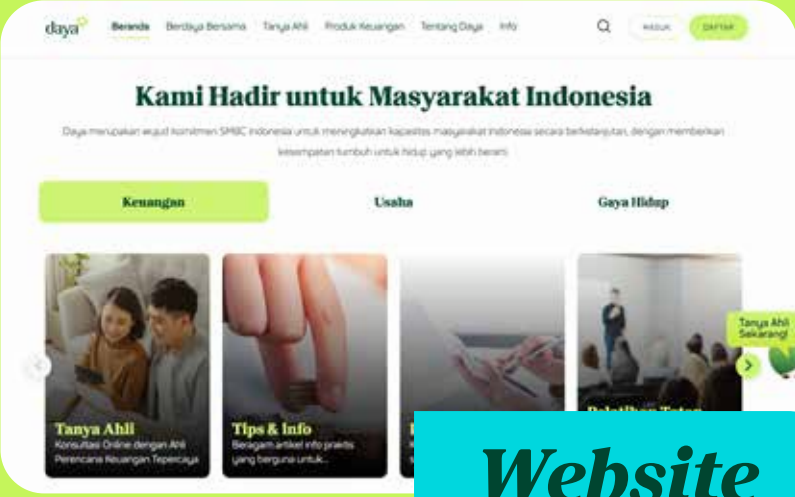 daya
Beranda Berdaya Bersama Tanya Ahli Produk Keuangan Tentang Daya Info
MASUK DAFTAR
Kami Hadir untuk Masyarakat Indonesia
Daya merupakan wujud komitmen SMBC Indonesia untuk meningkatkan kapasitas masyarakat Indonesia secara berkelanjutan, dengan memberikan
kesempatan tumbuh untuk hidup yang lebih berarti
Keuangan Usaha Gaya Hidup
Tanya Ahli
Sekarang!
Tanya Ahli
Konsultasi Online dengan Ahli
Perencana Keuangan Tepercaya
Tips & Info
Beragam artikel info praktis
yang berguna untuk...
Website